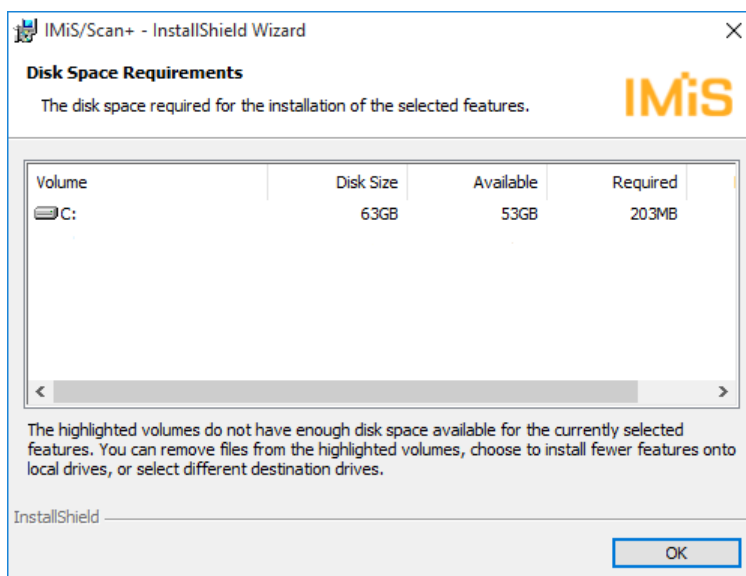 IMiS/Scan+ - InstallShield Wizard
Disk Space Requirements
The disk space required for the installation of the selected features.
IMiS
Volume Disk Size Available Required
C: 63GB 53GB 203MB
The highlighted volumes do not have enough disk space available for the currently selected
features. You can remove files from the highlighted volumes, choose to install fewer features onto
local drives, or select different destination drives.
InstallShield
OK